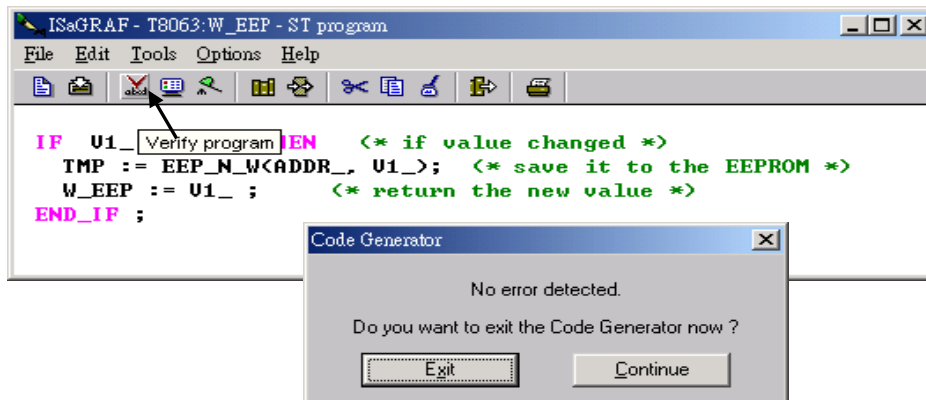 ISaGRAF - T8063:W_EEP - ST program
File Edit Tools Options Help
IF V1_ (* if value changed *)
Verify program
TMP := EEP_N_W(ADDR_, V1_); (* save it to the EEPROM *)
W_EEP := V1_ ; (* return the new value *)
END_IF ;
Code Generator
No error detected.
Do you want to exit the Code Generator now ?
Exit
Continue